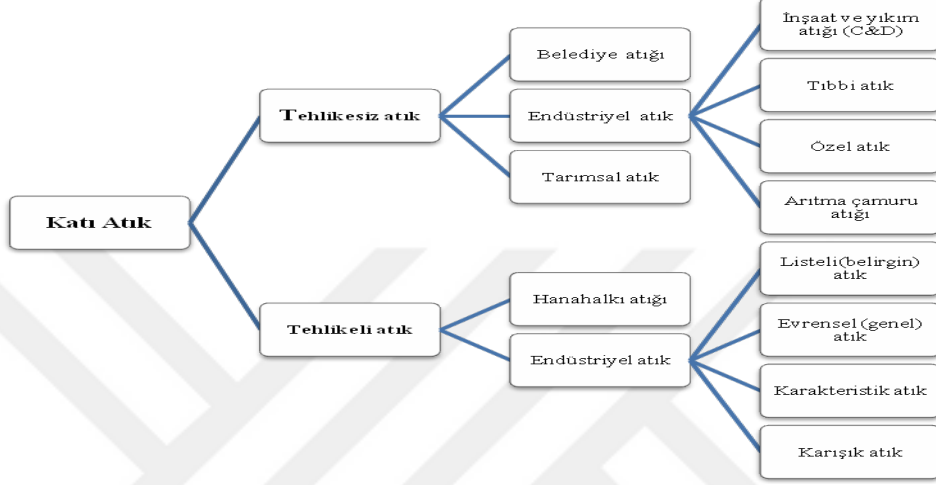 Katı Atık
Tehlikesiz atık
Belediye atığı
Endüstriyel atık
İnşaat ve yıkım
atığı (C&D)
Tıbbi atık
Özel atık
Arıtma çamuru
atığı
Tarımsal atık
Tehlikeli atık
Hanahalkı atığı
Endüstriyel atık
Listeli(belirgin)
atık
Evrensel (genel)
atık
Karakteristik atık
Karışık atık